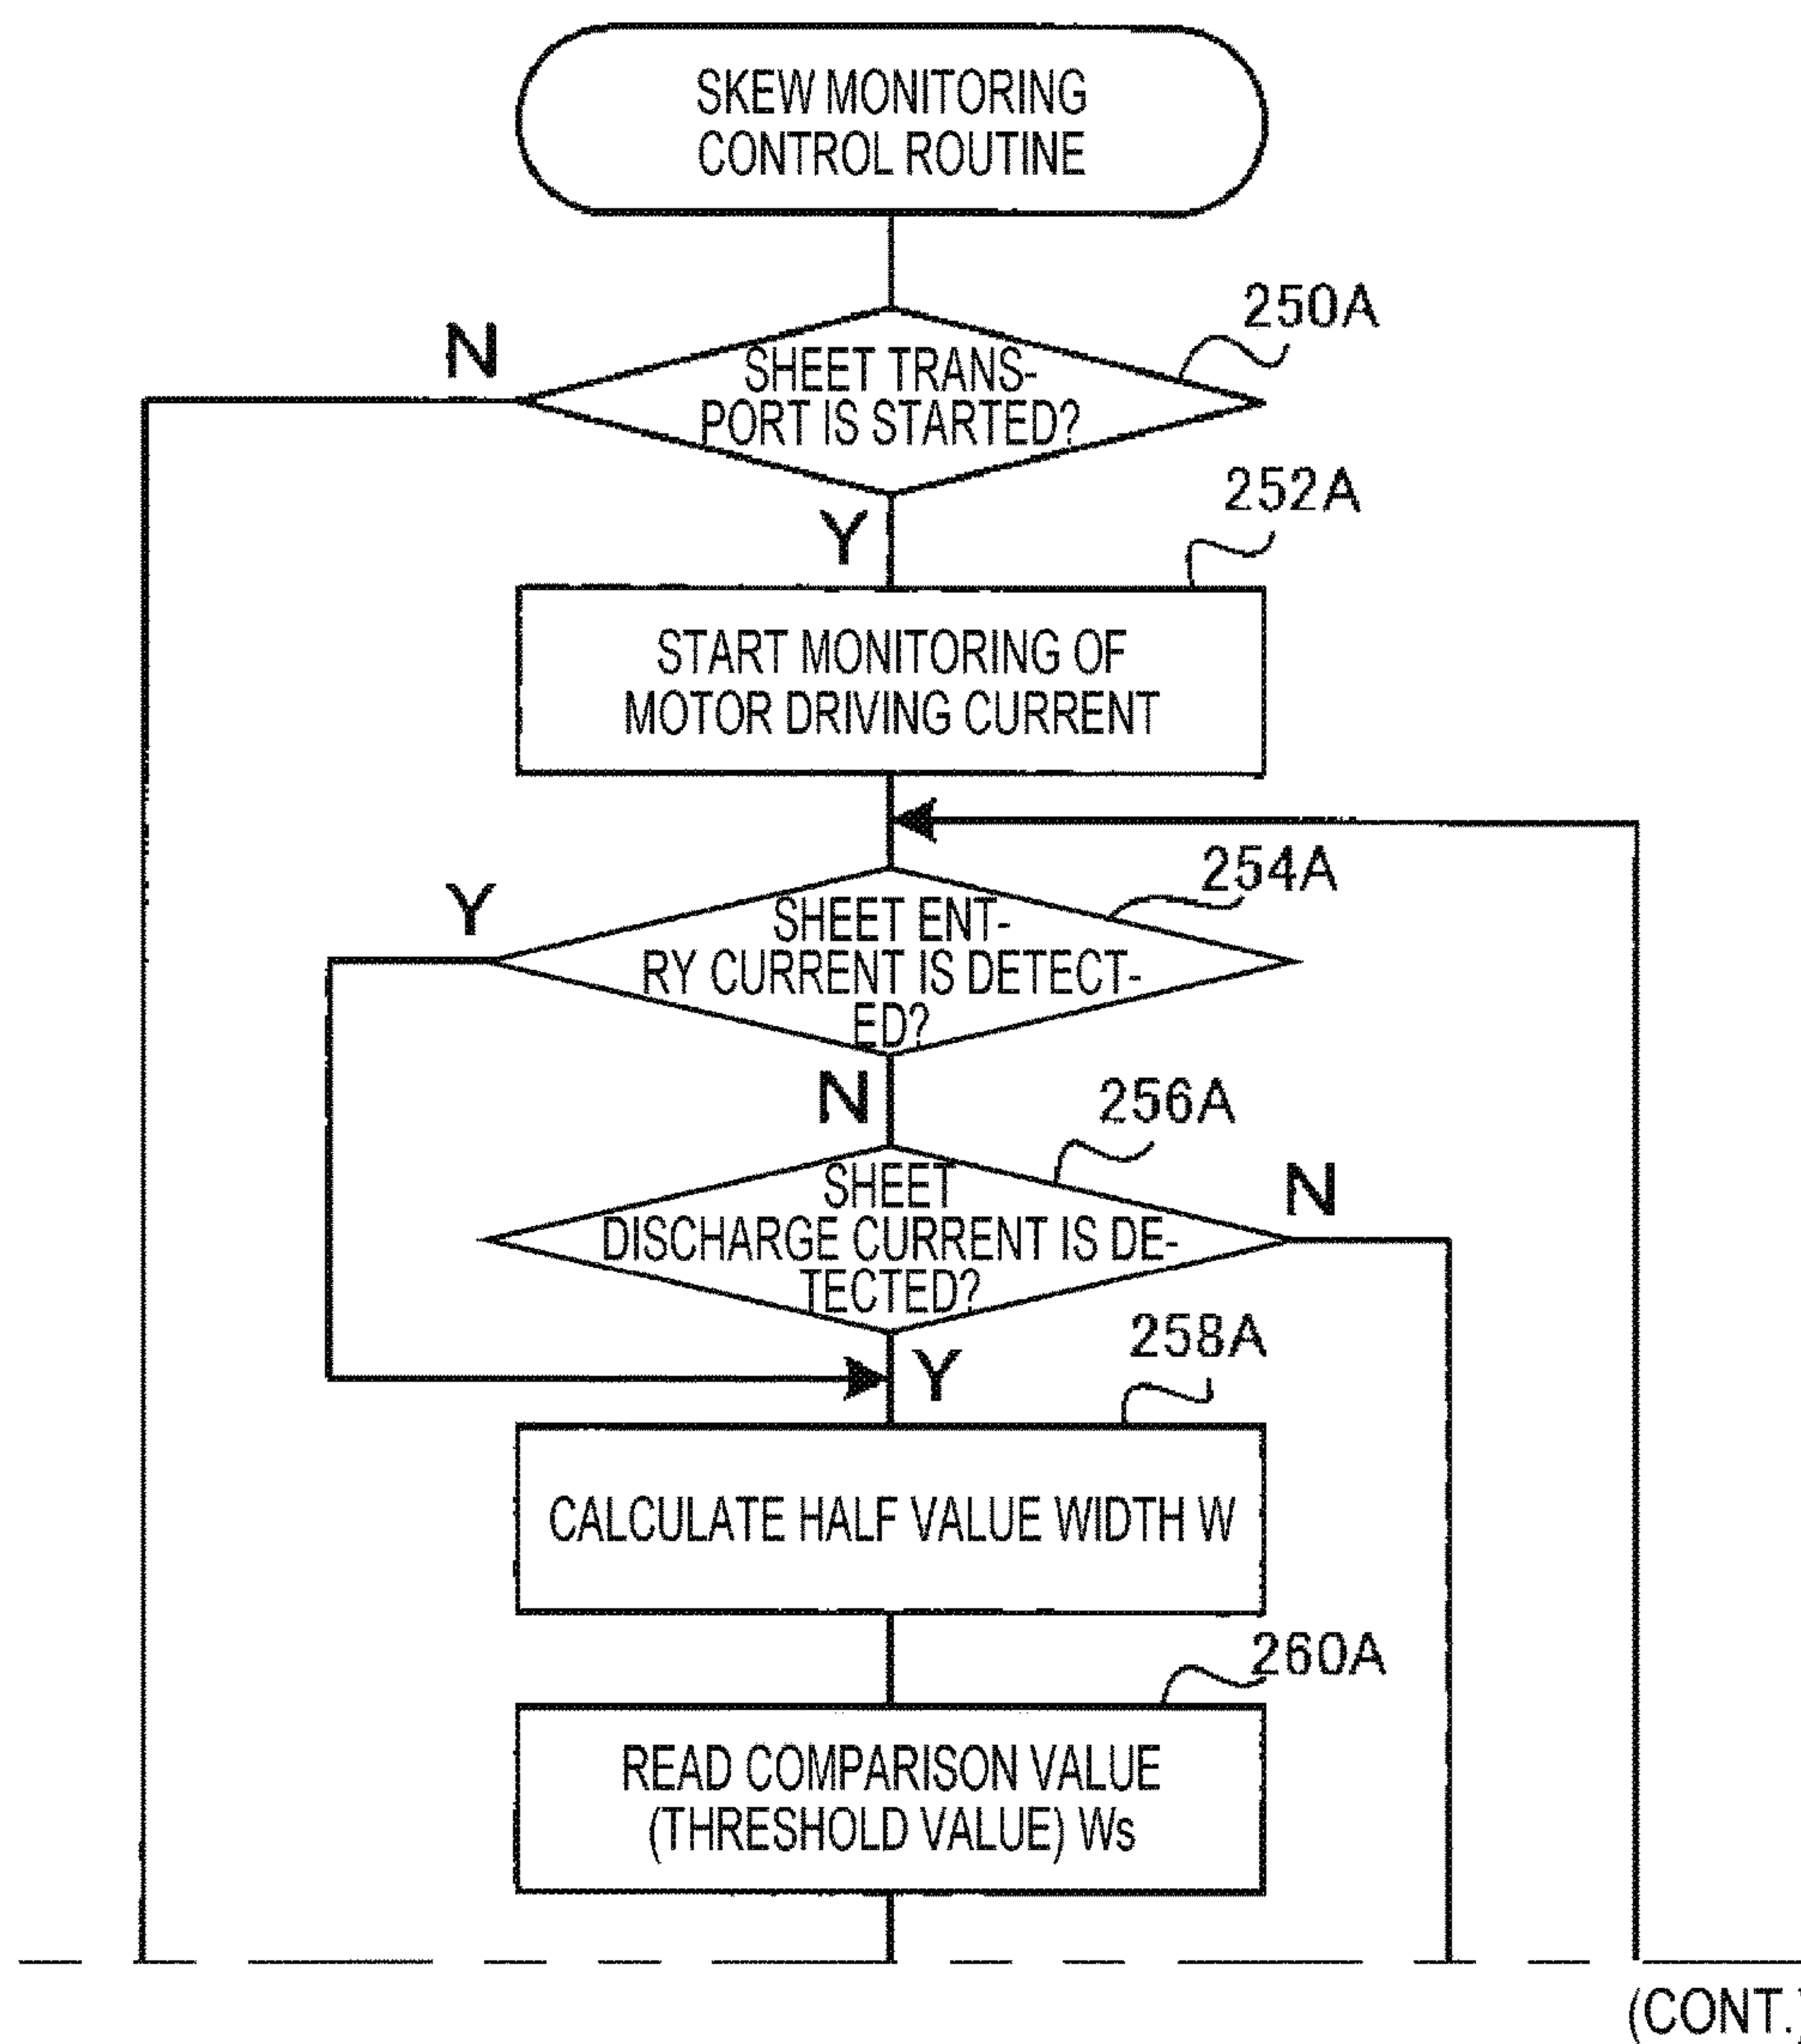 SKEW MONITORING
CONTROL ROUTINE
250A
N
SHEET TRANS-
PORT IS STARTED?
252A
Y
START MONITORING OF
MOTOR DRIVING CURRENT
254A
Y
SHEET ENT-
RY CURRENT IS DETECT-
ED?
N
256A
N
SHEET
DISCHARGE CURRENT IS DE-
TECTED?
258A
Y
CALCULATE HALF VALUE WIDTH W
260A
READ COMPARISON VALUE
(THRESHOLD VALUE) Ws
(CONT.)